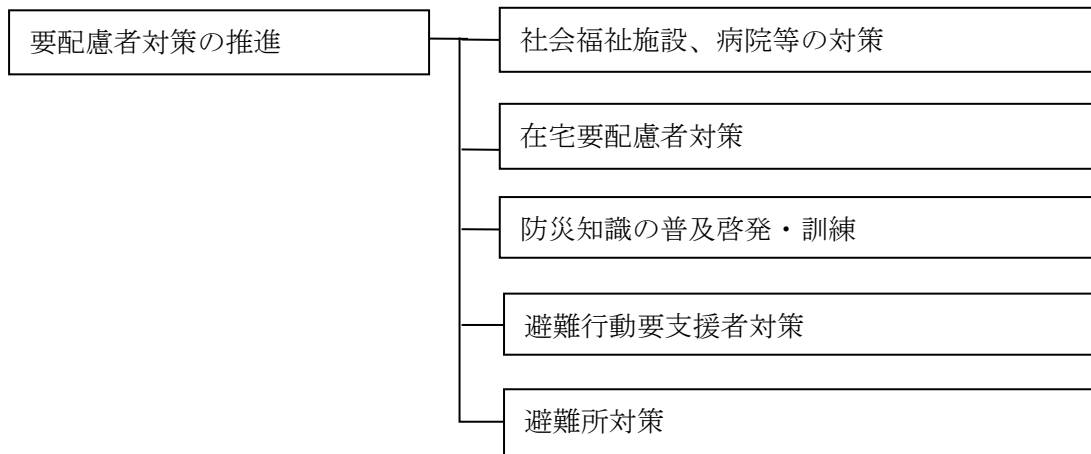 要配慮者対策の推進
社会福祉施設、病院等の対策
在宅要配慮者対策
防災知識の普及啓発・訓練
避難行動要支援者対策
避難所対策